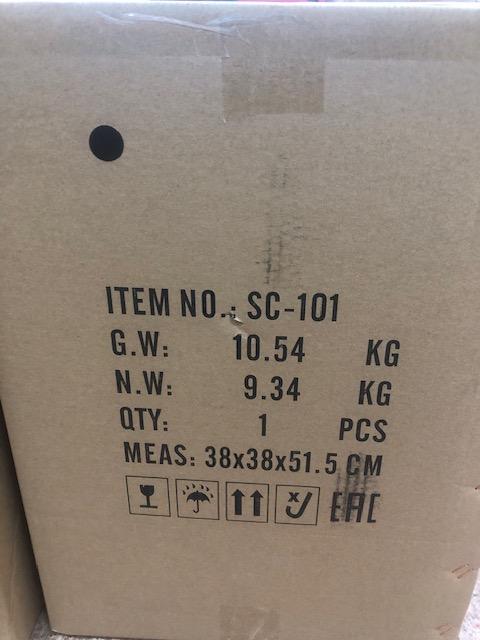 ITEM NO.: SC-101
G.W: 10.54 KG
N.W: 9.34 KG
QTY: 1 PCS
MEAS: 38x38x51.5 CM
EAC